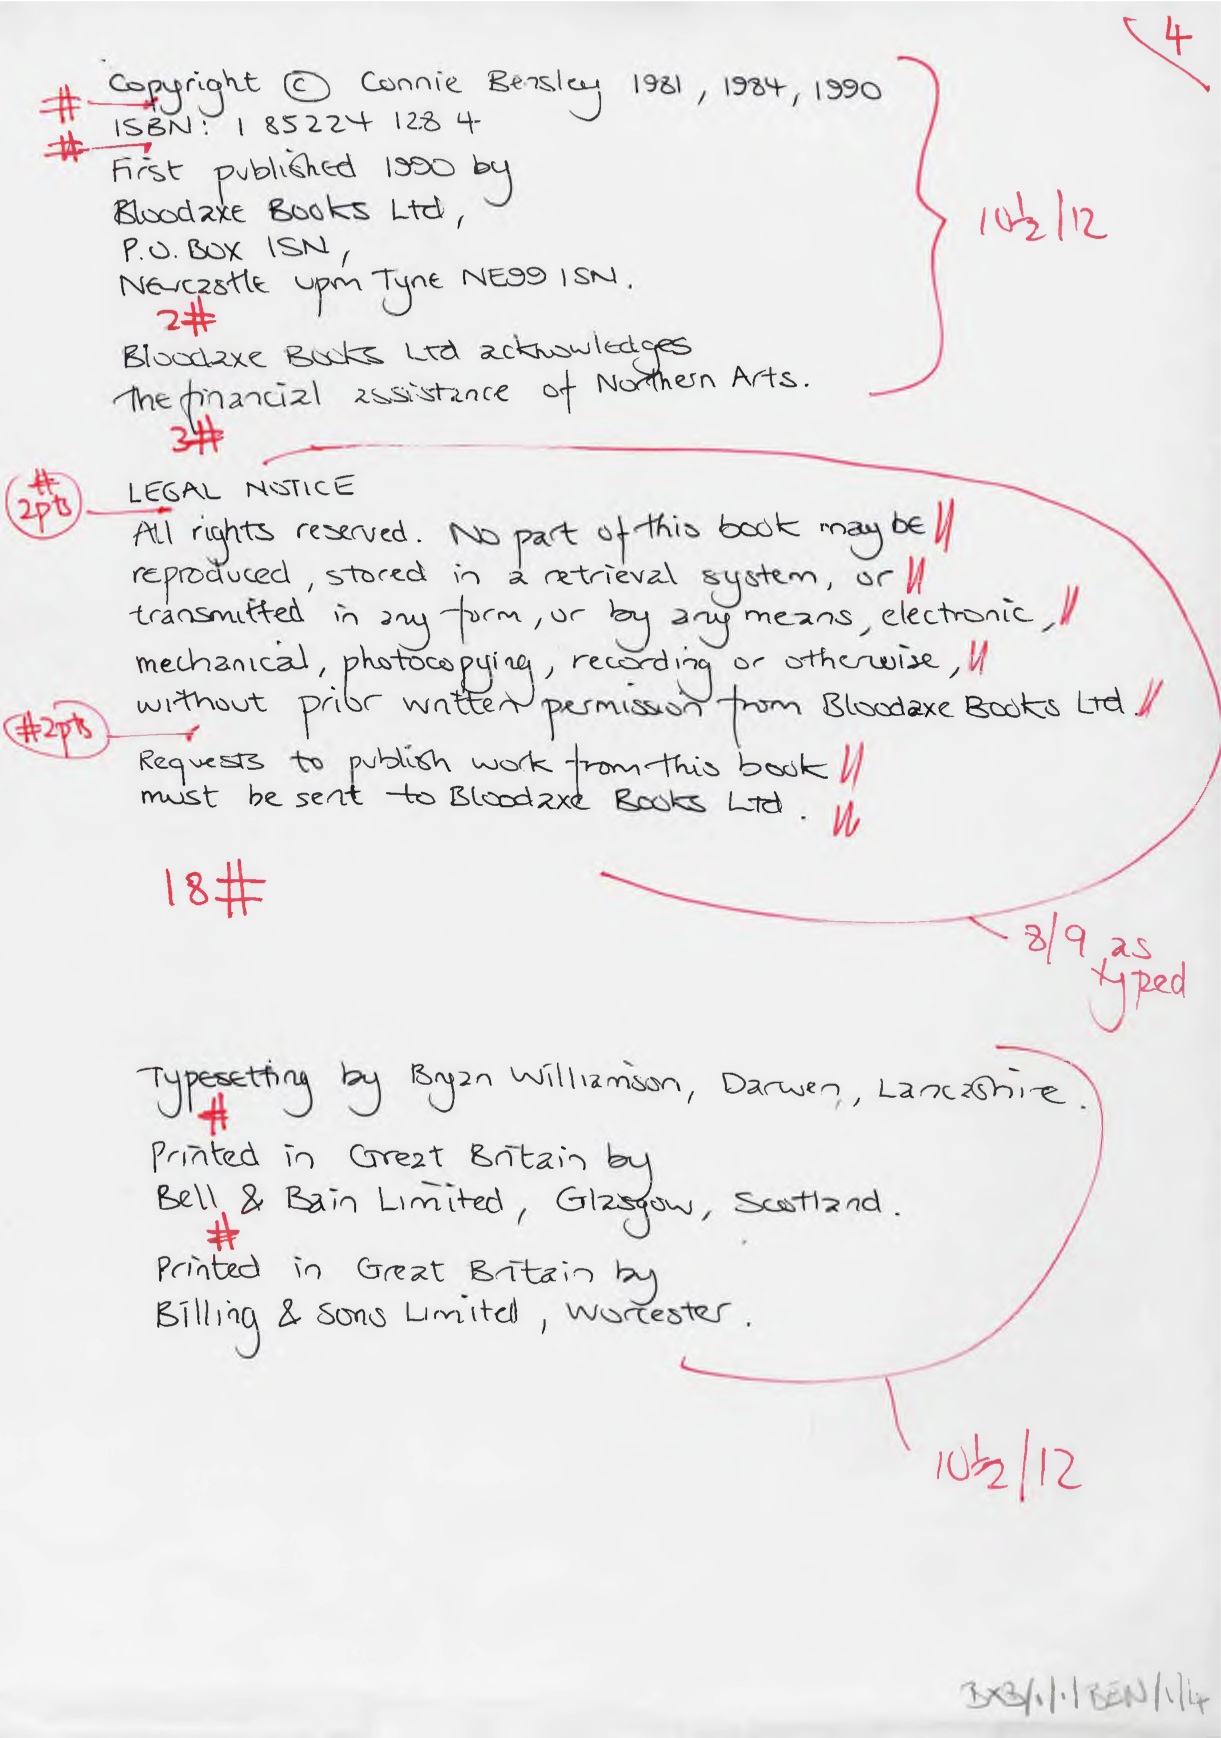 4
Copyright © Connie Bensley 1981, 1984, 1990
#
ISBN: 1 85224 128 4
#
First published 1990 by
Bloodaxe Books Ltd,
P.O. BOX 1SN,
Newcastle upon Tyne NE99 1SN.
10½/12
2#
Bloodaxe Books Ltd acknowledges
the financial assistance of Northern Arts.
3#
LEGAL NOTICE
# 2pts
All rights reserved. No part of this book may be //
reproduced, stored in a retrieval system, or //
transmitted in any form, or by any means, electronic, //
mechanical, photocopying, recording or otherwise, //
without prior written permission from Bloodaxe Books Ltd. //
#2pts
Requests to publish work from this book //
must be sent to Bloodaxe Books Ltd. //
18#
8/9 as
typed
Typesetting by Bryan Williamson, Darwen, Lancashire.
#
Printed in Great Britain by
Bell & Bain Limited, Glasgow, Scotland.
#
Printed in Great Britain by
Billing & Sons Limited, Worcester.
10½/12
BXB/1/1/BEN/1/4